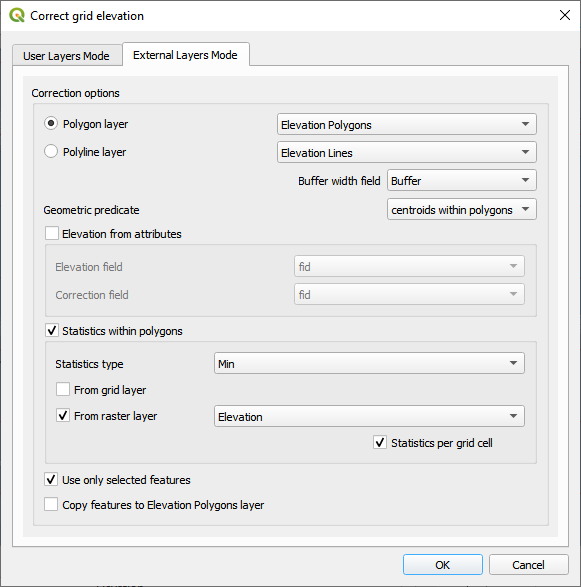 Correct grid elevation
User Layers Mode External Layers Mode
Correction options
Polygon layer Elevation Polygons
Polyline layer Elevation Lines
Buffer width field Buffer
Geometric predicate centroids within polygons
Elevation from attributes
Elevation field fid
Correction field fid
Statistics within polygons
Statistics type Min
From grid layer
From raster layer Elevation
Statistics per grid cell
Use only selected features
Copy features to Elevation Polygons layer
OK Cancel